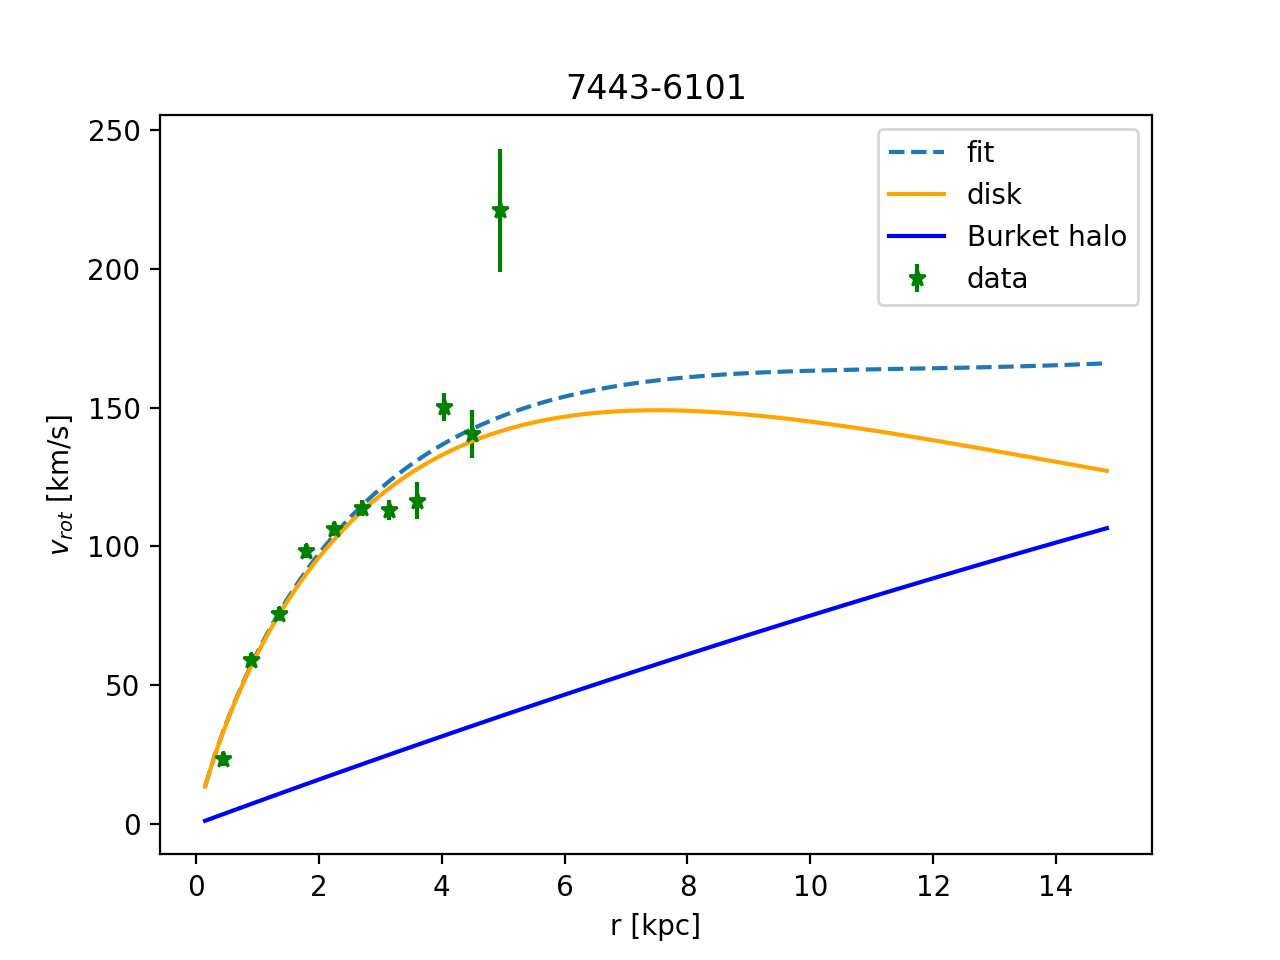 7443-6101
250
200
150
100
50
0
v_rot [km/s]
fit
disk
Burket halo
data
0 2 4 6 8 10 12 14
r [kpc]